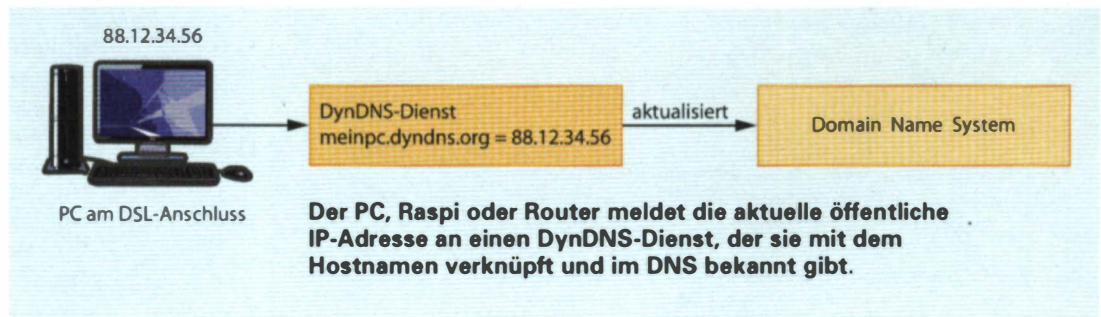 88.12.34.56
PC am DSL-Anschluss
DynDNS-Dienst
meinpc.dyndns.org = 88.12.34.56
aktualisiert
Domain Name System
Der PC, Raspi oder Router meldet die aktuelle öffentliche
IP-Adresse an einen DynDNS-Dienst, der sie mit dem
Hostnamen verknüpft und im DNS bekannt gibt.